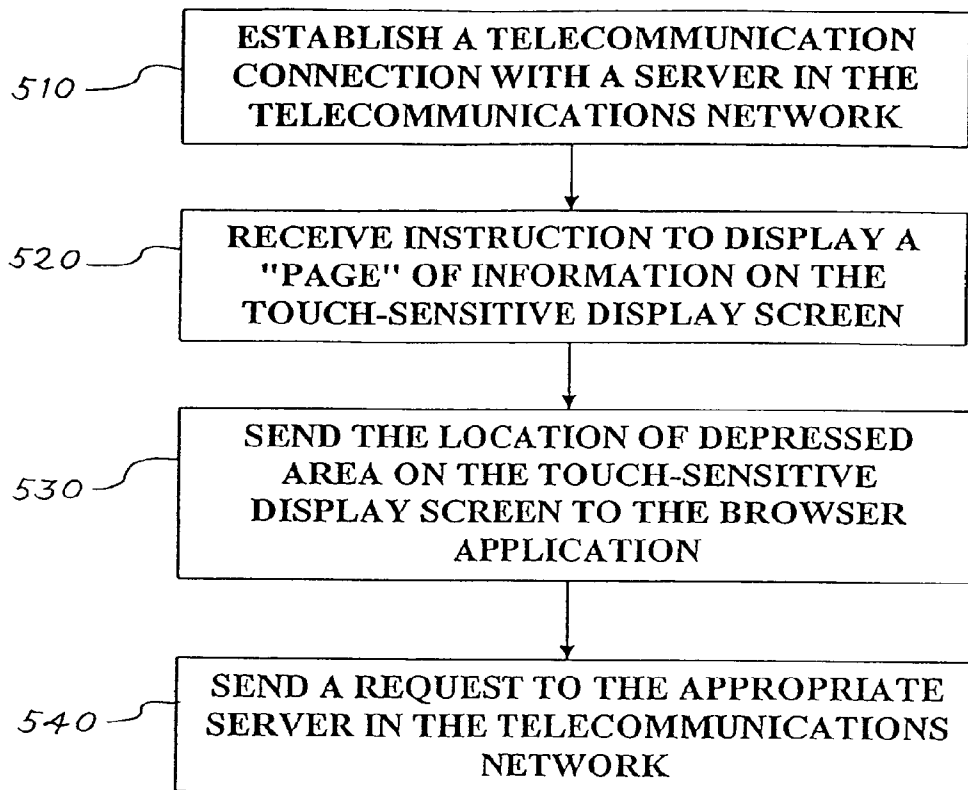 ESTABLISH A TELECOMMUNICATION
510 CONNECTION WITH A SERVER IN THE
TELECOMMUNICATIONS NETWORK
RECEIVE INSTRUCTION TO DISPLAY A
520 "PAGE" OF INFORMATION ON THE
TOUCH-SENSITIVE DISPLAY SCREEN
SEND THE LOCATION OF DEPRESSED
AREA ON THE TOUCH-SENSITIVE
530 DISPLAY SCREEN TO THE BROWSER
APPLICATION
SEND A REQUEST TO THE APPROPRIATE
540 SERVER IN THE TELECOMMUNICATIONS
NETWORK